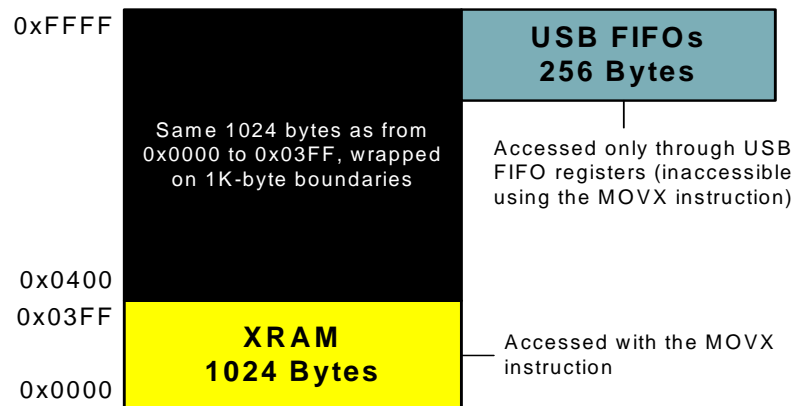 0xFFFF
USB FIFOs
256 Bytes
Same 1024 bytes as from
0x0000 to 0x03FF, wrapped
on 1K-byte boundaries
Accessed only through USB
FIFO registers (inaccessible
using the MOVX instruction)
0x0400
0x03FF
XRAM
1024 Bytes
Accessed with the MOVX
instruction
0x0000